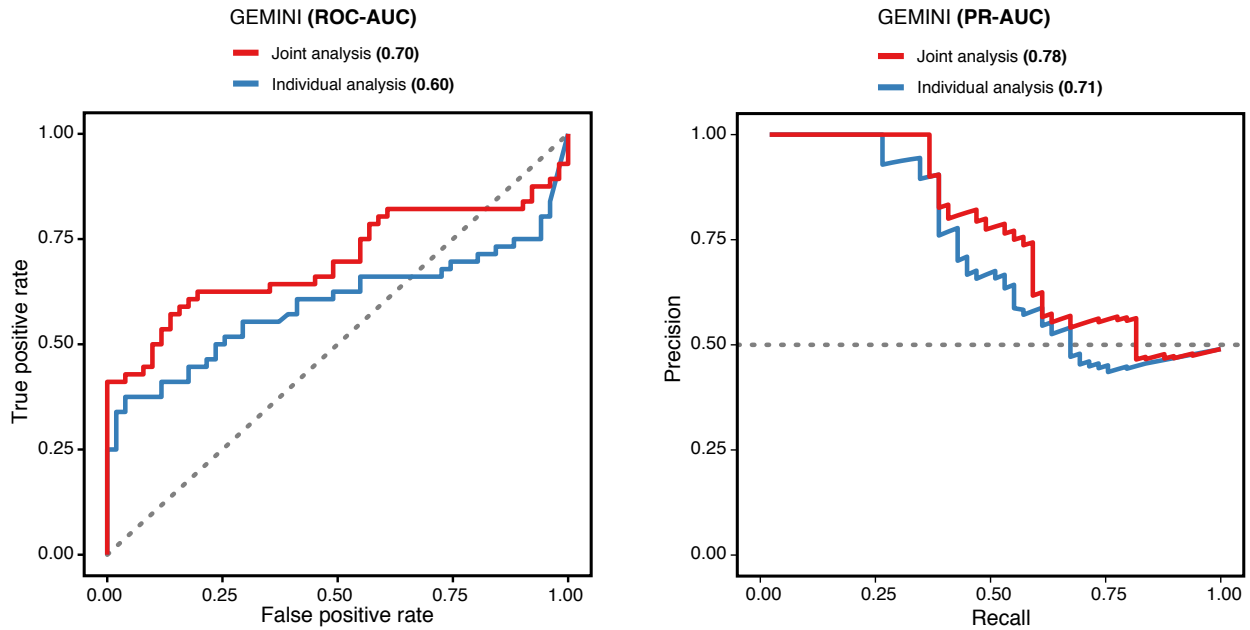 GEMINI (ROC-AUC)
Joint analysis (0.70)
Individual analysis (0.60)
1.00
0.75
0.50
0.25
0.00
True positive rate
0.00 0.25 0.50 0.75 1.00
False positive rate
GEMINI (PR-AUC)
Joint analysis (0.78)
Individual analysis (0.71)
1.00
0.75
0.50
0.25
0.00
Precision
0.00 0.25 0.50 0.75 1.00
Recall